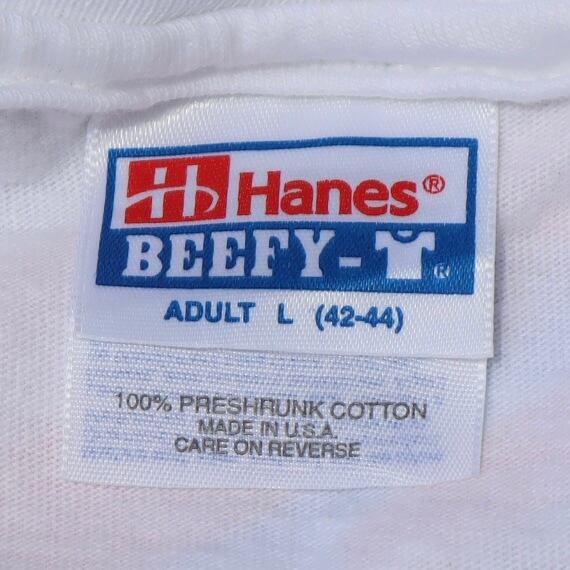 Hanes®
BEEFY-T®
ADULT L (42-44)
100% PRESHRUNK COTTON
MADE IN U.S.A.
CARE ON REVERSE